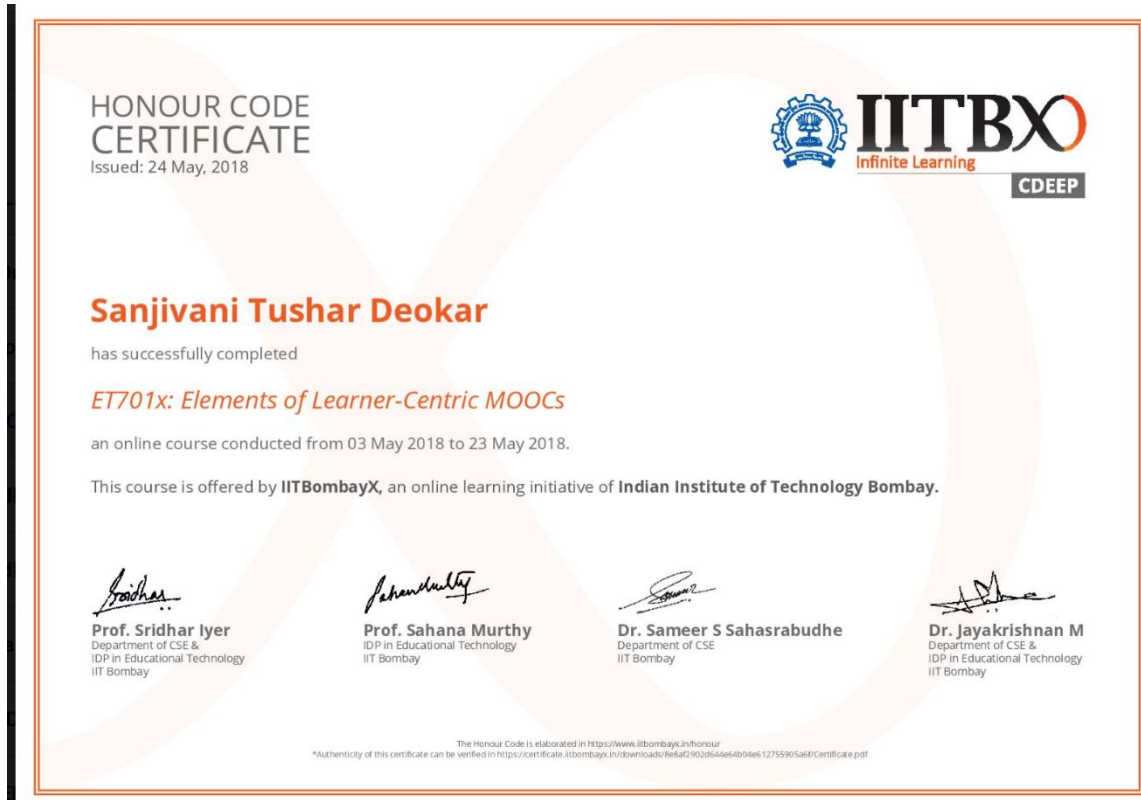 HONOUR CODE
CERTIFICATE
Issued: 24 May, 2018
IITBX
Infinite Learning
CDEEP
Sanjivani Tushar Deokar
has successfully completed
ET701x: Elements of Learner-Centric MOOCs
an online course conducted from 03 May 2018 to 23 May 2018.
This course is offered by IITBombayX, an online learning initiative of Indian Institute of Technology Bombay.
Prof. Sridhar Iyer
Department of CSE &
IDP in Educational Technology
IIT Bombay
Prof. Sahana Murthy
IDP in Educational Technology
IIT Bombay
Dr. Sameer S Sahasrabudhe
Department of CSE
IIT Bombay
Dr. Jayakrishnan M
Department of CSE &
IDP in Educational Technology
IIT Bombay
The Honour Code is elaborated in https://www.iitbombayx.in/honour
*Authenticity of this certificate can be verified in https://certificate.iitbombayx.in/downloads/8e8af2902d644e64b04e612755905a6f/Certificate.pdf